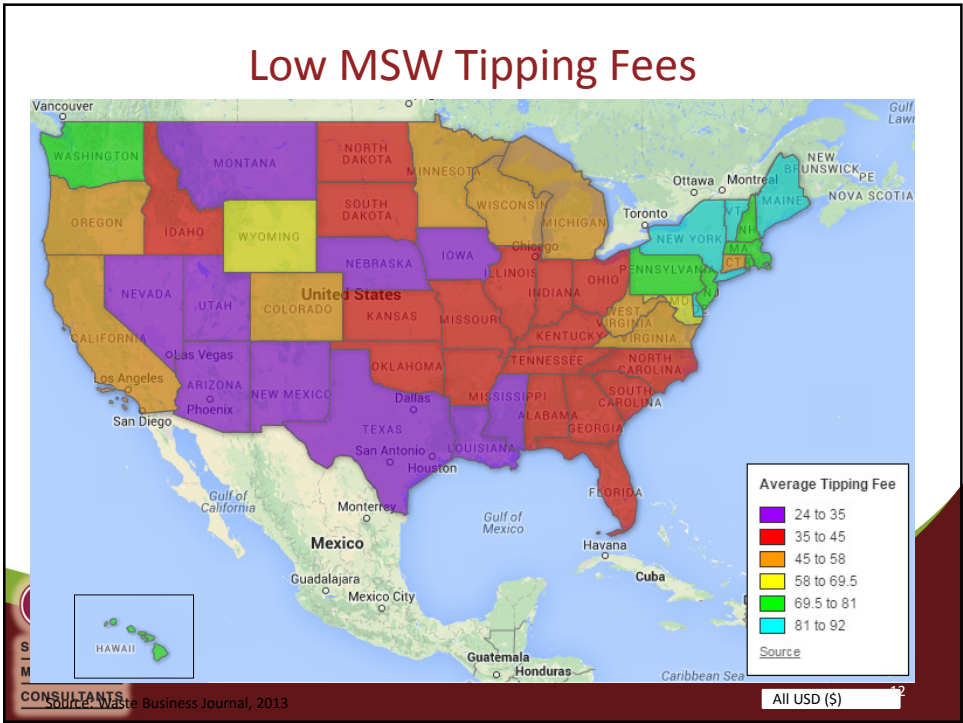 Low MSW Tipping Fees
Vancouver
Gulf
Lawr
WASHINGTON
MONTANA
NORTH
DAKOTA
MINNESOTA
Ottawa
Montreal
NEW
BRUNSWICK
PE
NOVA SCOTIA
MAINE
OREGON
IDAHO
SOUTH
DAKOTA
WISCONSIN
MICHIGAN
Toronto
VT
NH
NEW YORK
MA
CT
WYOMING
NEBRASKA
IOWA
Chicago
ILLINOIS
INDIANA
OHIO
PENNSYLVANIA
NJ
MD
NEVADA
UTAH
COLORADO
United States
KANSAS
MISSOURI
WEST
VIRGINIA
VIRGINIA
KENTUCKY
CALIFORNIA
Las Vegas
Los Angeles
ARIZONA
Phoenix
NEW MEXICO
OKLAHOMA
TENNESSEE
NORTH
CAROLINA
SOUTH
CAROLINA
MISSISSIPPI
ALABAMA
GEORGIA
San Diego
Dallas
TEXAS
San Antonio
Houston
LOUISIANA
FLORIDA
Gulf of
California
Monterrey
Mexico
Gulf of
Mexico
Havana
Cuba
Guadalajara
Mexico City
Guatemala
Honduras
Caribbean Sea
HAWAII
Average Tipping Fee
24 to 35
35 to 45
45 to 58
58 to 69.5
69.5 to 81
81 to 92
Source
S
M
CONSULTANTS
Source: Waste Business Journal, 2013
All USD ($)
12